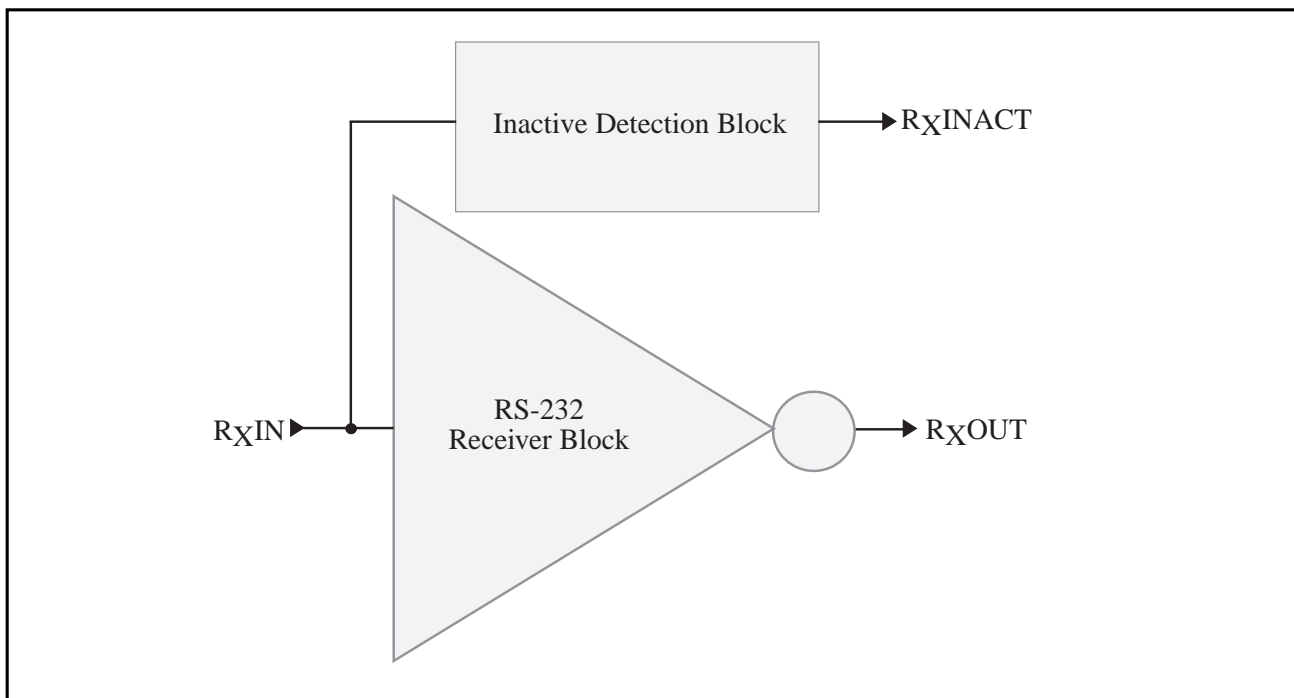 Inactive Detection Block
RXINACT
RS-232
Receiver Block
RXIN
RXOUT